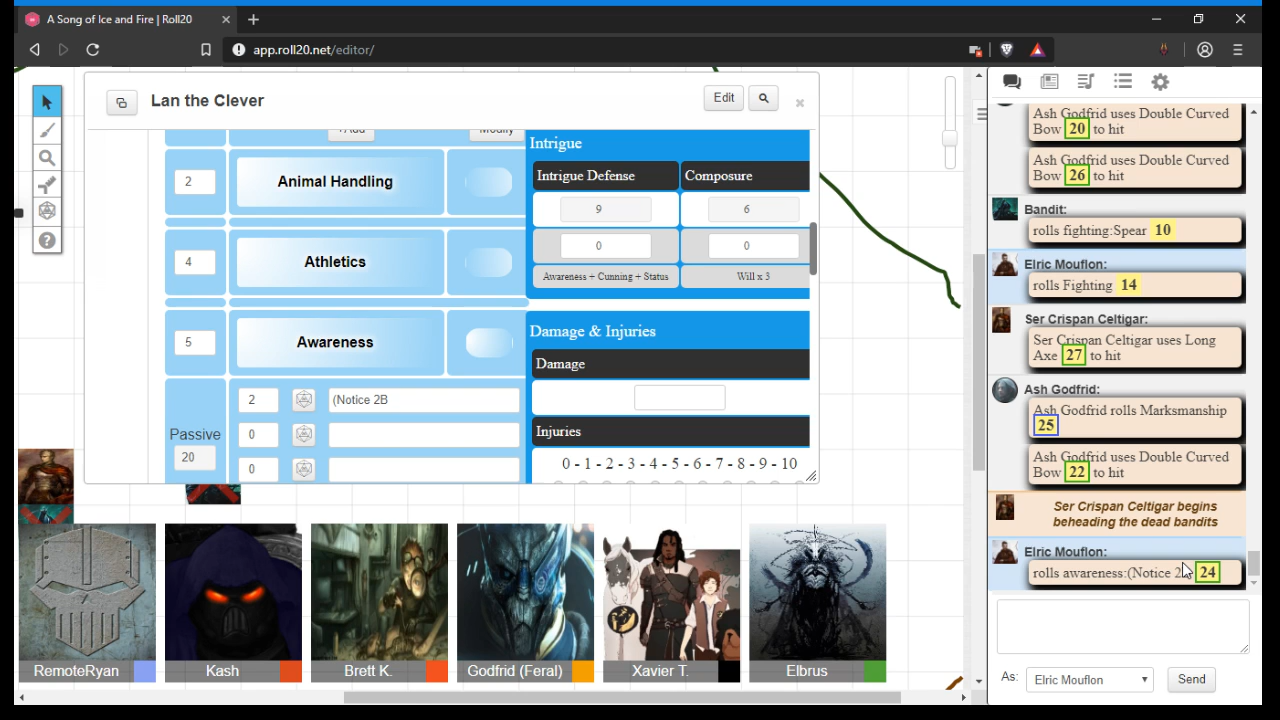 A Song of Ice and Fire | Roll20
app.roll20.net/editor/
Lan the Clever
Edit
+Add
Modify
2
Animal Handling
4
Athletics
5
Awareness
2
(Notice 2B
Passive
0
20
0
Intrigue
Intrigue Defense
Composure
9
6
0
0
Awareness + Cunning + Status
Will x 3
Damage & Injuries
Damage
Injuries
0 - 1 - 2 - 3 - 4 - 5 - 6 - 7 - 8 - 9 - 10
RemoteRyan
Kash
Brett K.
Godfrid (Feral)
Xavier T.
Elbrus
Ash Godfrid uses Double Curved
Bow 20 to hit
Ash Godfrid uses Double Curved
Bow 26 to hit
Bandit:
rolls fighting:Spear 10
Elric Mouflon:
rolls Fighting 14
Ser Crispan Celtigar:
Ser Crispan Celtigar uses Long
Axe 27 to hit
Ash Godfrid:
Ash Godfrid rolls Marksmanship
25
Ash Godfrid uses Double Curved
Bow 22 to hit
Ser Crispan Celtigar begins
beheading the dead bandits
Elric Mouflon:
rolls awareness:(Notice 2 24
As:
Elric Mouflon
Send